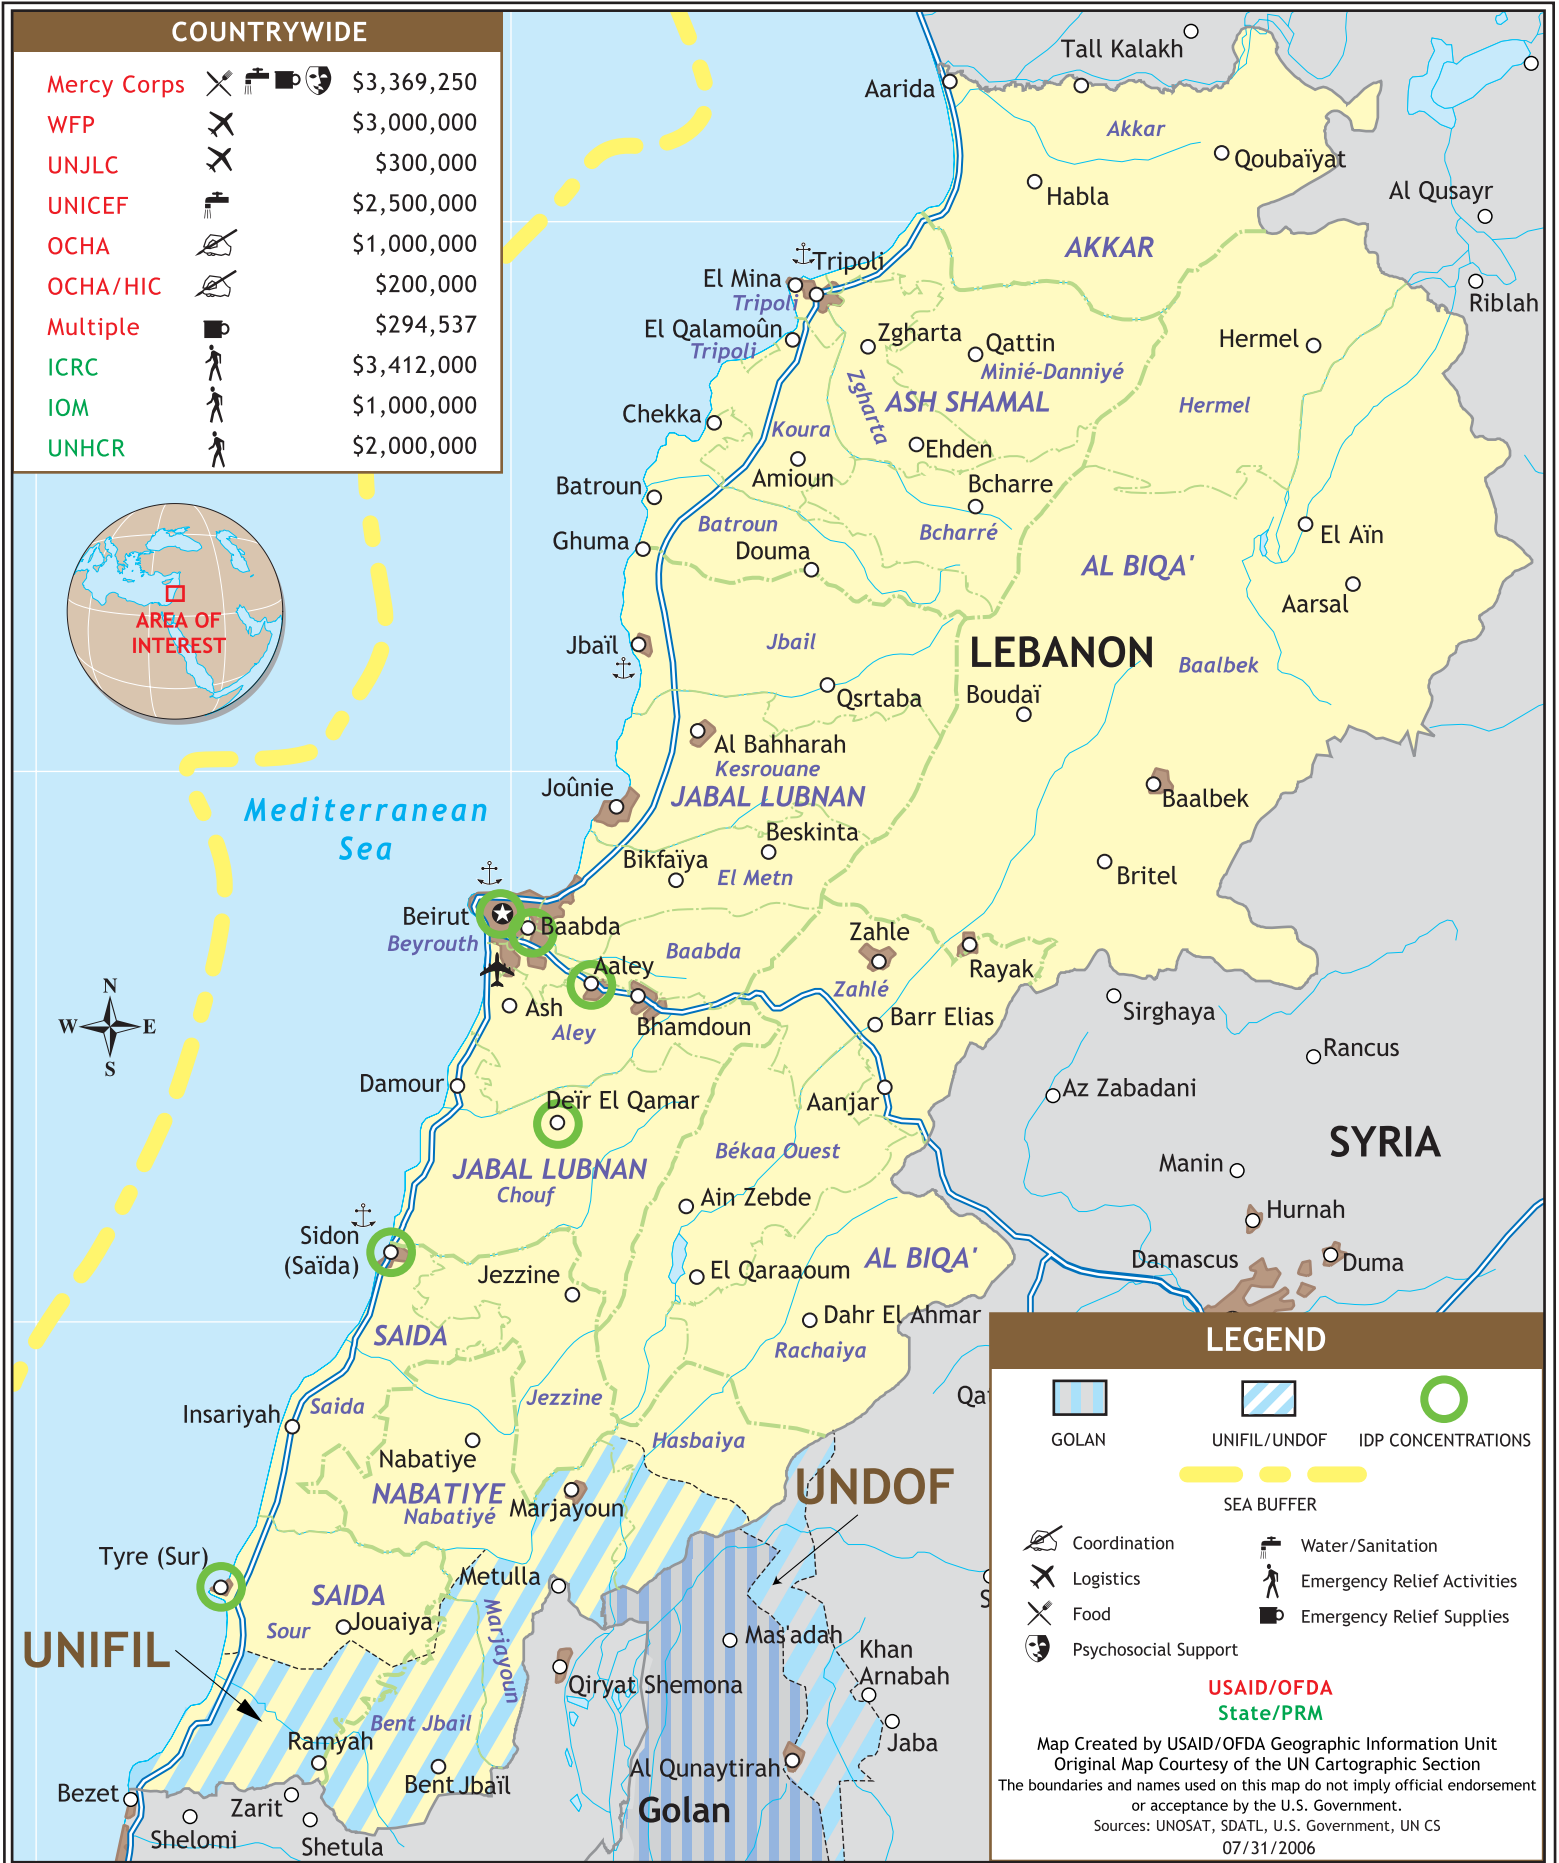 COUNTRYWIDE
Mercy Corps $3,369,250
WFP $3,000,000
UNJLC $300,000
UNICEF $2,500,000
OCHA $1,000,000
OCHA/HIC $200,000
Multiple $294,537
ICRC $3,412,000
IOM $1,000,000
UNHCR $2,000,000
AREA OF
INTEREST
Mediterranean
Sea
N
W E
S
Tall Kalakh
Aarida
Akkar
Qoubaïyat
Habla
Al Qusayr
AKKAR
Tripoli
El Mina
Tripoli
Riblah
El Qalamoûn
Tripoli
Zgharta
Qattin
Hermel
Minié-Danniyé
Zgharta
ASH SHAMAL
Hermel
Chekka
Koura
Ehden
Amioun
Bcharre
Batroun
Batroun
Bcharré
El Aïn
Ghuma
Douma
AL BIQA'
Aarsal
Jbaïl
Jbail
LEBANON
Baalbek
Qsrtaba
Boudaï
Al Bahharah
Kesrouane
Joûnie
JABAL LUBNAN
Baalbek
Beskinta
Bikfaïya
El Metn
Britel
Beirut
Baabda
Beyrouth
Zahle
Baabda
Aaley
Rayak
Zahlé
Ash
Bhamdoun
Barr Elias
Sirghaya
Aley
Rancus
Damour
Deïr El Qamar
Aanjar
Az Zabadani
SYRIA
Békaa Ouest
JABAL LUBNAN
Chouf
Manin
Ain Zebde
Hurnah
Sidon
(Saïda)
Jezzine
El Qaraaoum
AL BIQA'
Damascus
Duma
Dahr El Ahmar
SAIDA
Rachaiya
Jezzine
Saida
Qa
Insariyah
Hasbaiya
Nabatiye
NABATIYE
Nabatiyé
Marjayoun
UNDOF
Tyre (Sur)
Metulla
SAIDA
Jouaiya
Sour
Marjayoun
S
UNIFIL
Mas'adah
Khan
Arnabah
Qiryat Shemona
Bent Jbail
Ramyah
Jaba
Al Qunaytirah
Bent Jbaïl
Bezet
Zarit
Golan
Shelomi
Shetula
LEGEND
GOLAN UNIFIL/UNDOF IDP CONCENTRATIONS
SEA BUFFER
Coordination Water/Sanitation
Logistics Emergency Relief Activities
Food Emergency Relief Supplies
Psychosocial Support
USAID/OFDA
State/PRM
Map Created by USAID/OFDA Geographic Information Unit
Original Map Courtesy of the UN Cartographic Section
The boundaries and names used on this map do not imply official endorsement
or acceptance by the U.S. Government.
Sources: UNOSAT, SDATL, U.S. Government, UN CS
07/31/2006